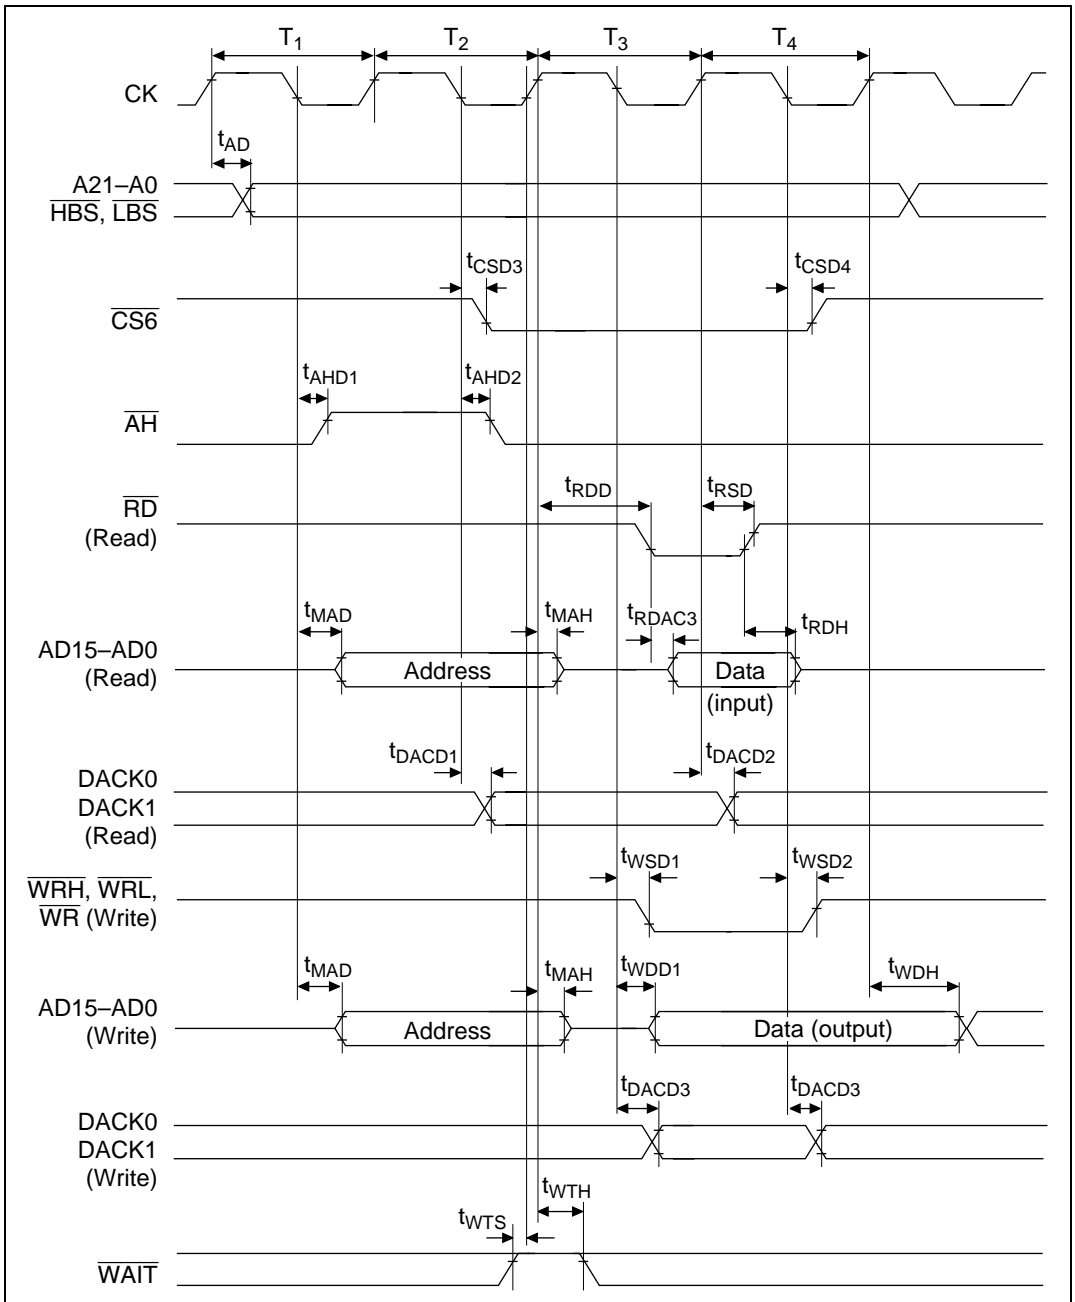 T1 T2 T3 T4
CK
tAD
A21–A0
HBS, LBS
tCSD3 tCSD4
CS6
tAHD1 tAHD2
AH
tRDD tRSD
RD
(Read)
tMAD tMAH tRDAC3 tRDH
AD15–AD0
(Read)
Address Data
(input)
tDACD1 tDACD2
DACK0
DACK1
(Read)
tWSD1 tWSD2
WRH, WRL,
WR (Write)
tMAD tMAH tWDD1 tWDH
AD15–AD0
(Write)
Address Data (output)
tDACD3 tDACD3
DACK0
DACK1
(Write)
tWTH
tWTS
WAIT